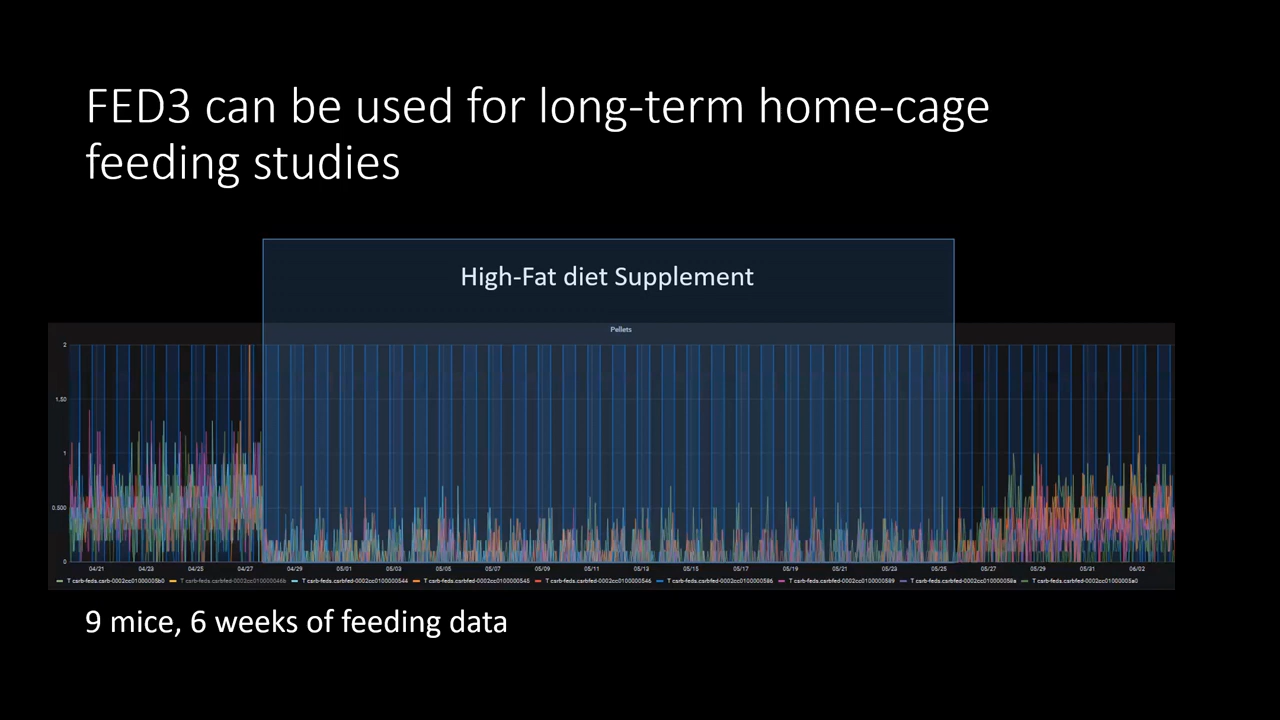 FED3 can be used for long-term home-cage
feeding studies
High-Fat diet Supplement
Pellets
2
1.50
1
0.500
0
04/21 04/23 04/25 04/27 04/29 05/01 05/03 05/05 05/07 05/09 05/11 05/13 05/15 05/17 05/19 05/21 05/23 05/25 05/27 05/29 05/31 06/02
9 mice, 6 weeks of feeding data